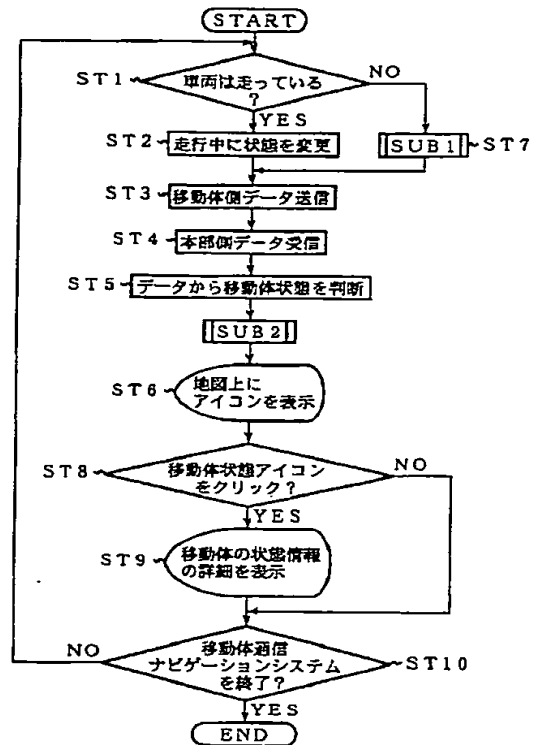 START
ST1
車両は走っている
?
NO
YES
ST2
走行中に状態を変更
SUB1
ST7
ST3
移動体側データ送信
ST4
本部側データ受信
ST5
データから移動体状態を判断
SUB2
ST6
地図上に
アイコンを表示
ST8
移動体状態アイコン
をクリック?
NO
YES
ST9
移動体の状態情報
の詳細を表示
NO
移動体通信
ナビゲーションシステム
を終了?
ST10
YES
END